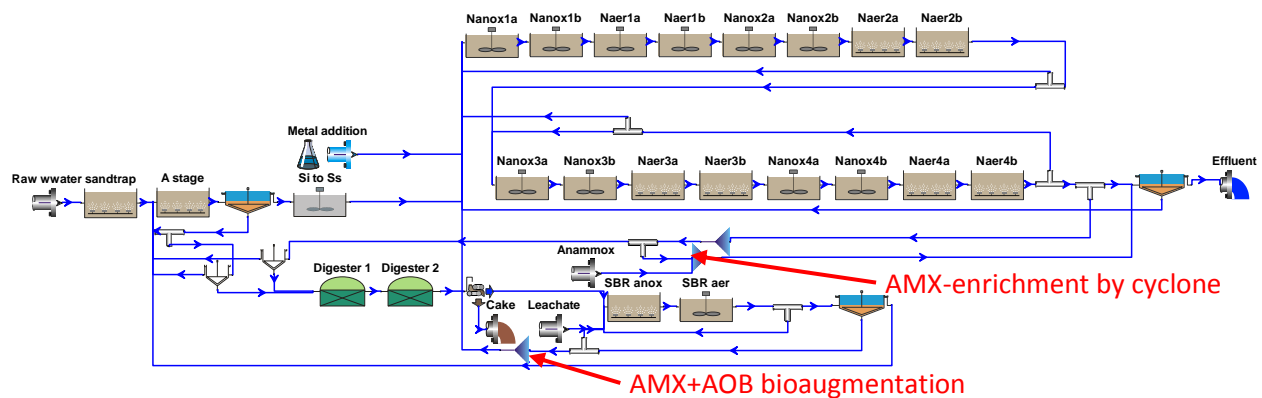 Nanox1a Nanox1b Naer1a Naer1b Nanox2a Nanox2b Naer2a Naer2b
Metal addition
Raw wwater sandtrap A stage Si to Ss
Nanox3a Nanox3b Naer3a Naer3b Nanox4a Nanox4b Naer4a Naer4b
Effluent
Anammox
Digester 1 Digester 2
SBR anox SBR aer
AMX-enrichment by cyclone
Cake Leachate
AMX+AOB bioaugmentation